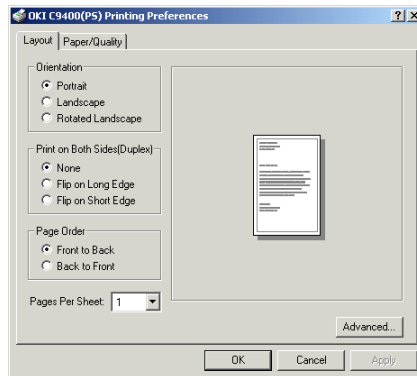 OKI C9400(PS) Printing Preferences
Layout
Paper/Quality
Orientation
Portrait
Landscape
Rotated Landscape
Print on Both Sides(Duplex)
None
Flip on Long Edge
Flip on Short Edge
Page Order
Front to Back
Back to Front
Pages Per Sheet: 1
Advanced...
OK
Cancel
Apply